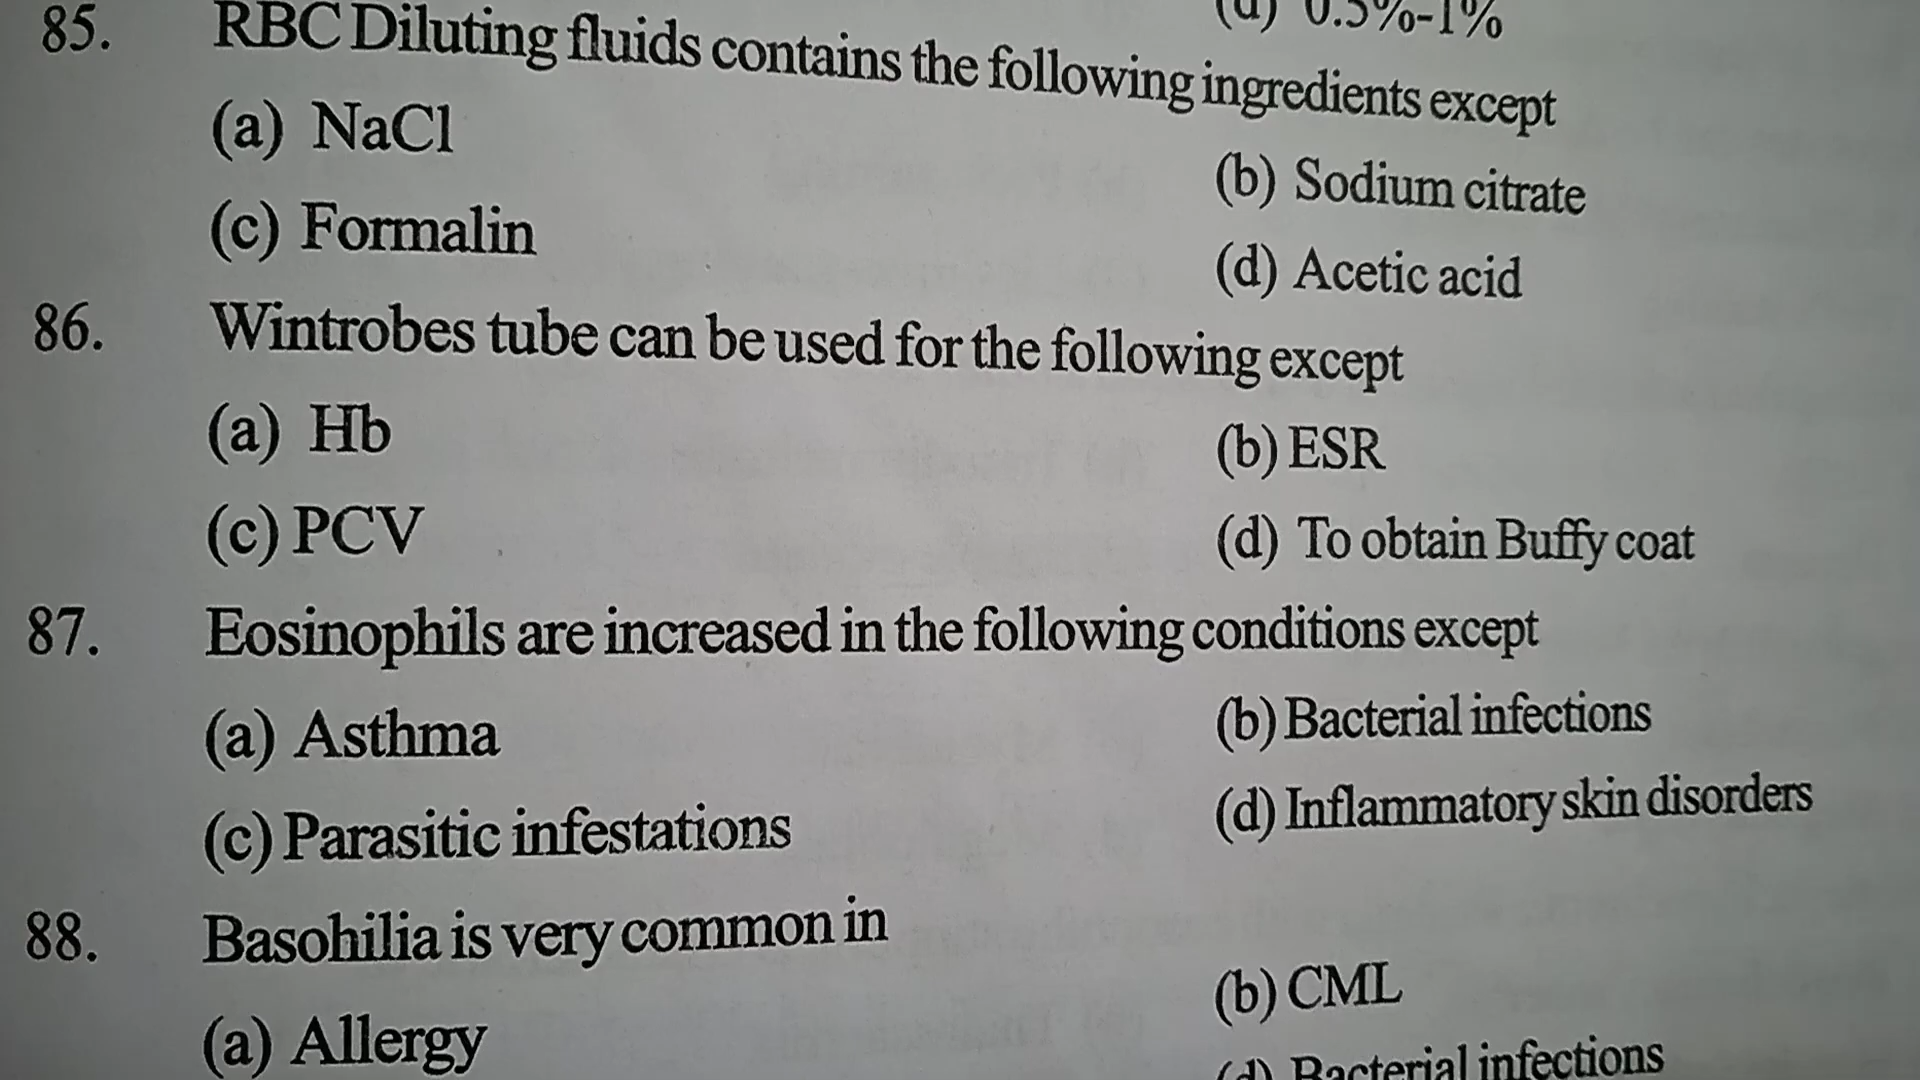 (d) 0.5%-1%
85. RBC Diluting fluids contains the following ingredients except
(a) NaCl
(b) Sodium citrate
(c) Formalin
(d) Acetic acid
86. Wintrobes tube can be used for the following except
(a) Hb
(b) ESR
(c) PCV
(d) To obtain Buffy coat
87. Eosinophils are increased in the following conditions except
(a) Asthma
(b) Bacterial infections
(c) Parasitic infestations
(d) Inflammatory skin disorders
88. Basohilia is very common in
(a) Allergy
(b) CML
(d) Bacterial infections